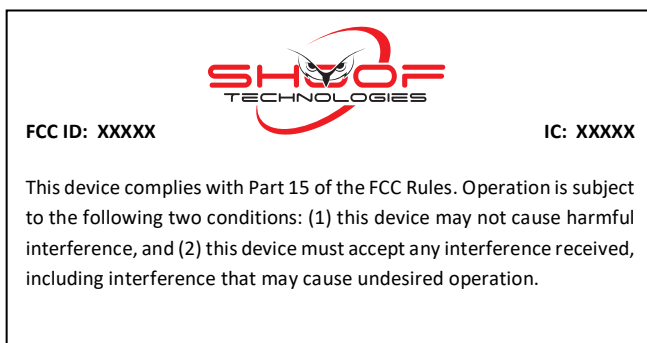 SHOOF
TECHNOLOGIES
FCC ID: XXXXX IC: XXXXX
This device complies with Part 15 of the FCC Rules. Operation is subject
to the following two conditions: (1) this device may not cause harmful
interference, and (2) this device must accept any interference received,
including interference that may cause undesired operation.